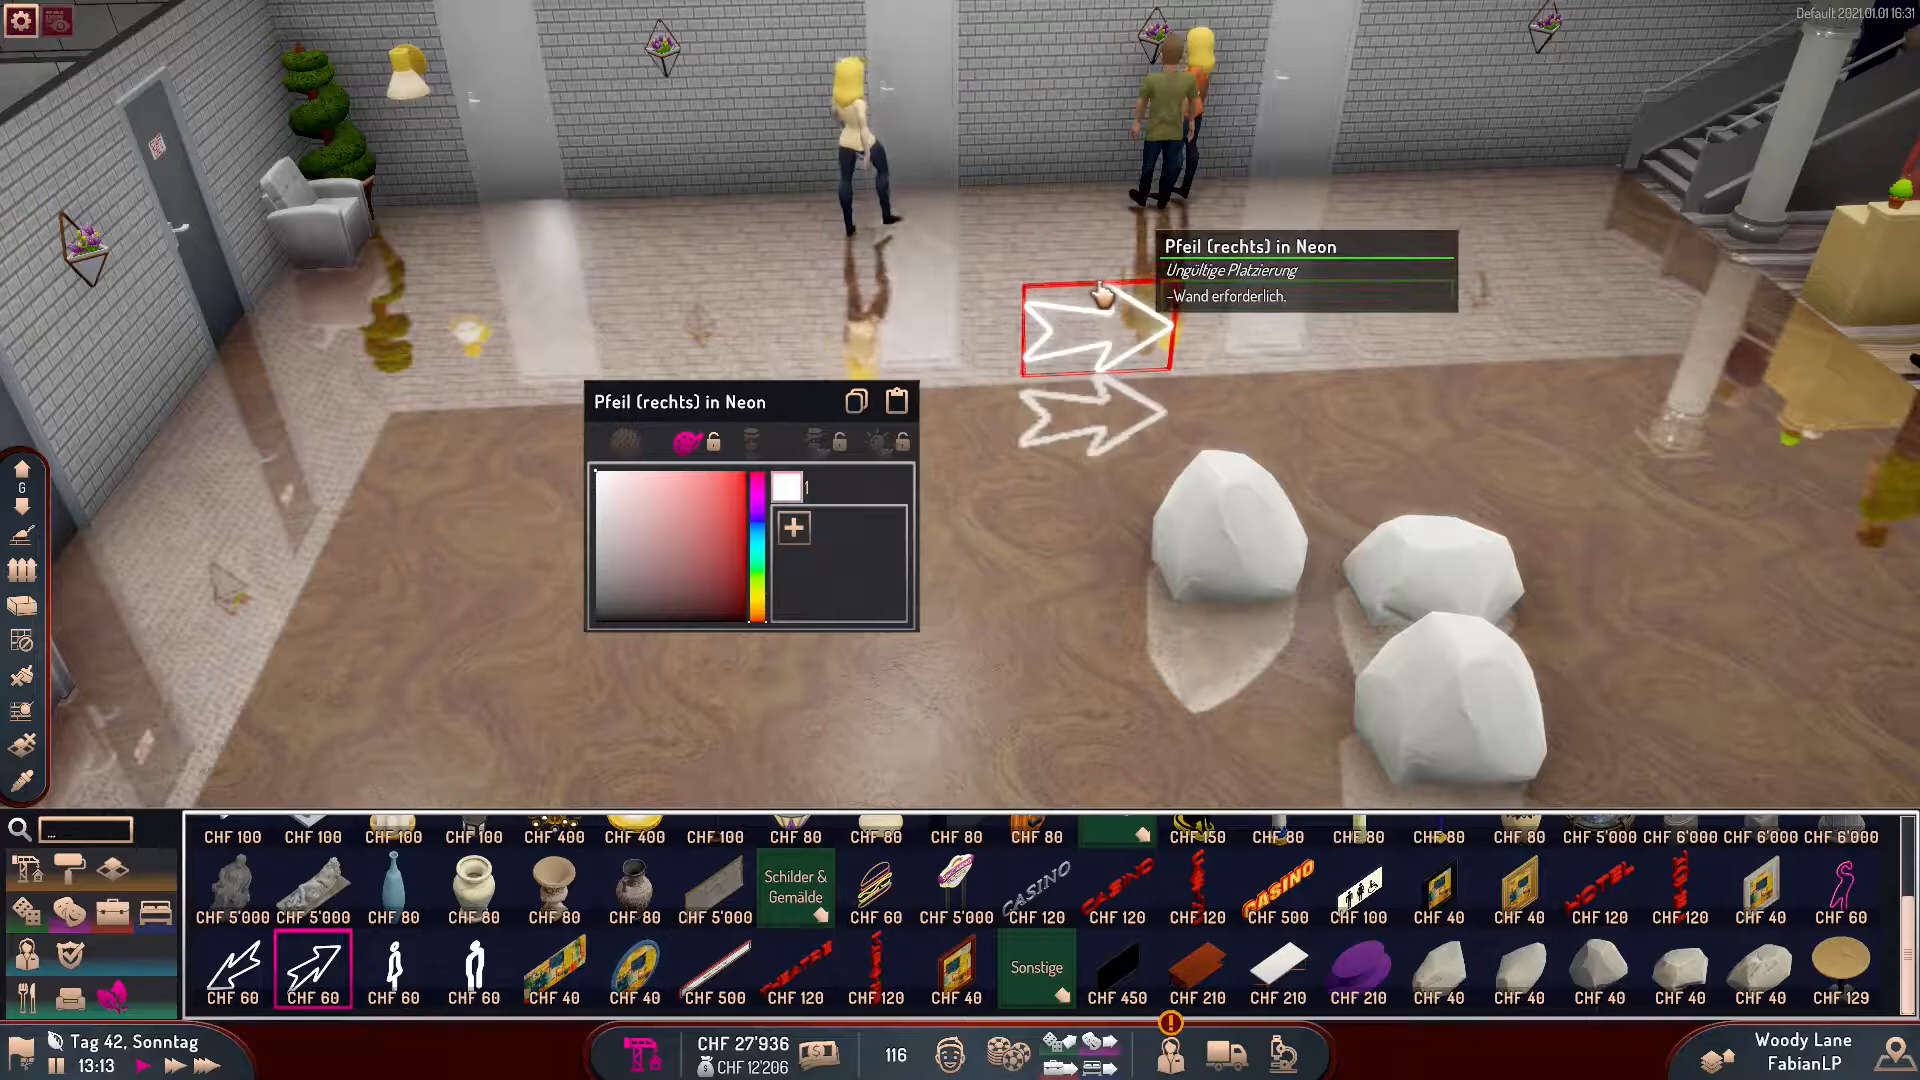 Default 2021.01.01 16:31
Pfeil (rechts) in Neon
Ungültige Platzierung
-Wand erforderlich.
Pfeil (rechts) in Neon
1
G
...
CHF 100 CHF 100 CHF 100 CHF 100 CHF 400 CHF 400 CHF 100 CHF 80 CHF 80 CHF 80 CHF 80 CHF 150 CHF 80 CHF 80 CHF 80 CHF 80 CHF 5'000 CHF 6'000 CHF 6'000 CHF 6'000
Schilder &
Gemälde
CASINO CASINO CASINO HOTEL HOTEL
CHF 5'000 CHF 5'000 CHF 80 CHF 80 CHF 80 CHF 80 CHF 5'000 CHF 60 CHF 5'000 CHF 120 CHF 120 CHF 120 CHF 500 CHF 100 CHF 40 CHF 40 CHF 120 CHF 120 CHF 40 CHF 60
THEATRE
Sonstige
CHF 60 CHF 60 CHF 60 CHF 60 CHF 40 CHF 40 CHF 500 CHF 120 CHF 120 CHF 40 CHF 450 CHF 210 CHF 210 CHF 210 CHF 40 CHF 40 CHF 40 CHF 40 CHF 40 CHF 129
Tag 42, Sonntag
13:13
CHF 27'936
CHF 12'206
116
!
Woody Lane
FabianLP